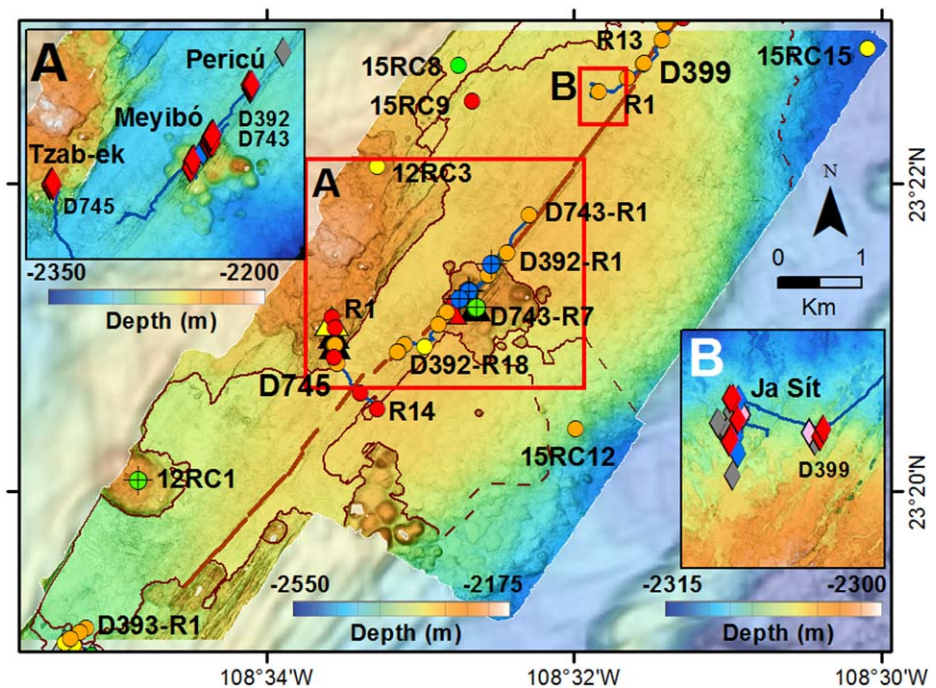 A
Pericú
D392
D743
Meyibó
Tzab-ek
D745
-2350
-2200
Depth (m)
15RC8
15RC9
12RC3
R13
D399
B
R1
15RC15
N
0
1
Km
23°22'N
A
D743-R1
D392-R1
D743-R7
D392-R18
R1
D745
R14
15RC12
12RC1
B
Ja Sít
D399
23°20'N
-2550
-2175
Depth (m)
-2315
-2300
Depth (m)
D393-R1
108°34'W
108°32'W
108°30'W